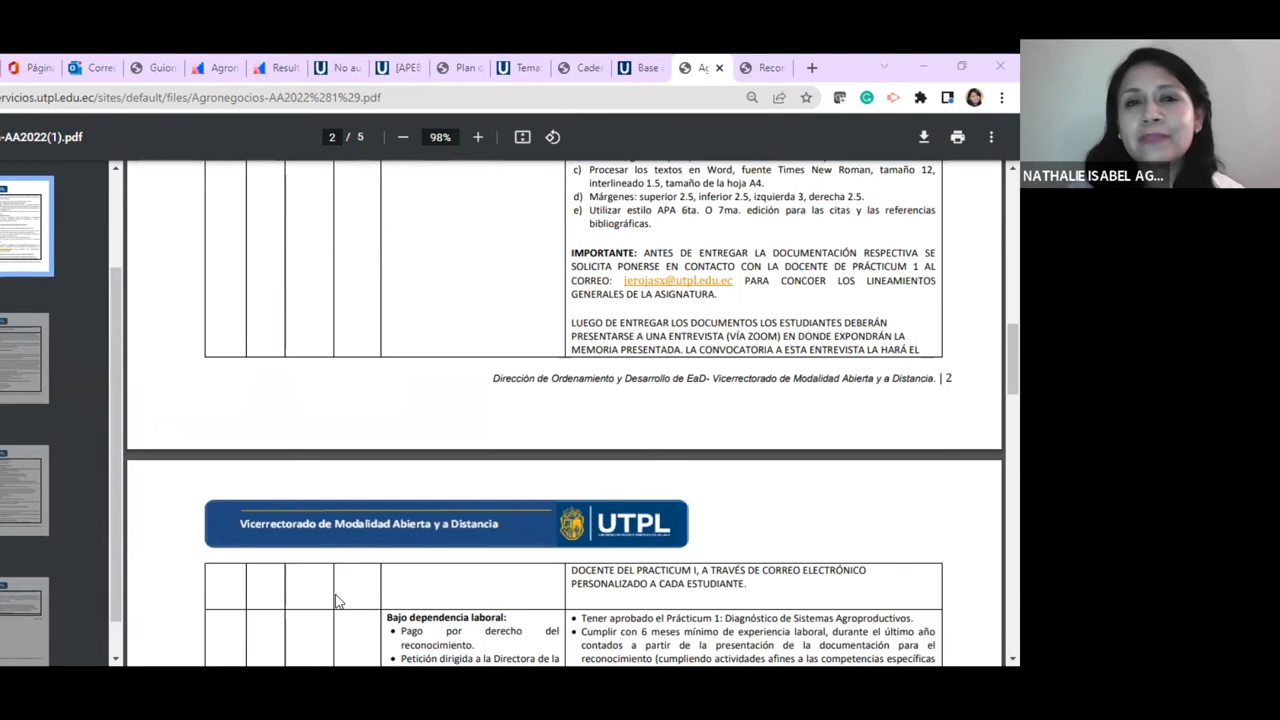 Página
Correo
Guion
Agron
Result
No au
[APEB
Plan d
Tema:
Cader
Base d
Ag
Recon
ervicios.utpl.edu.ec/sites/default/files/Agronegocios-AA2022%281%29.pdf
-AA2022(1).pdf
2 / 5
98%
NATHALIE ISABEL AG...
c) Procesar los textos en Word, fuente Times New Roman, tamaño 12,
interlineado 1.5, tamaño de la hoja A4.
d) Márgenes: superior 2.5, inferior 2.5, izquierda 3, derecha 2.5.
e) Utilizar estilo APA 6ta. O 7ma. edición para las citas y las referencias
bibliográficas.
IMPORTANTE: ANTES DE ENTREGAR LA DOCUMENTACIÓN RESPECTIVA SE
SOLICITA PONERSE EN CONTACTO CON LA DOCENTE DE PRÁCTICUM 1 AL
CORREO: jerojasx@utpl.edu.ec PARA CONCOER LOS LINEAMIENTOS
GENERALES DE LA ASIGNATURA.
LUEGO DE ENTREGAR LOS DOCUMENTOS LOS ESTUDIANTES DEBERÁN
PRESENTARSE A UNA ENTREVISTA (VÍA ZOOM) EN DONDE EXPONDRÁN LA
MEMORIA PRESENTADA. LA CONVOCATORIA A ESTA ENTREVISTA LA HARÁ EL
Dirección de Ordenamiento y Desarrollo de EaD- Vicerrectorado de Modalidad Abierta y a Distancia. | 2
Vicerrectorado de Modalidad Abierta y a Distancia
UTPL
DOCENTE DEL PRACTICUM I, A TRAVÉS DE CORREO ELECTRÓNICO
PERSONALIZADO A CADA ESTUDIANTE.
Bajo dependencia laboral:
• Pago por derecho del
reconocimiento.
• Petición dirigida a la Directora de la
• Tener aprobado el Prácticum 1: Diagnóstico de Sistemas Agroproductivos.
• Cumplir con 6 meses mínimo de experiencia laboral, durante el último año
contados a partir de la presentación de la documentación para el
reconocimiento (cumpliendo actividades afines a las competencias específicas